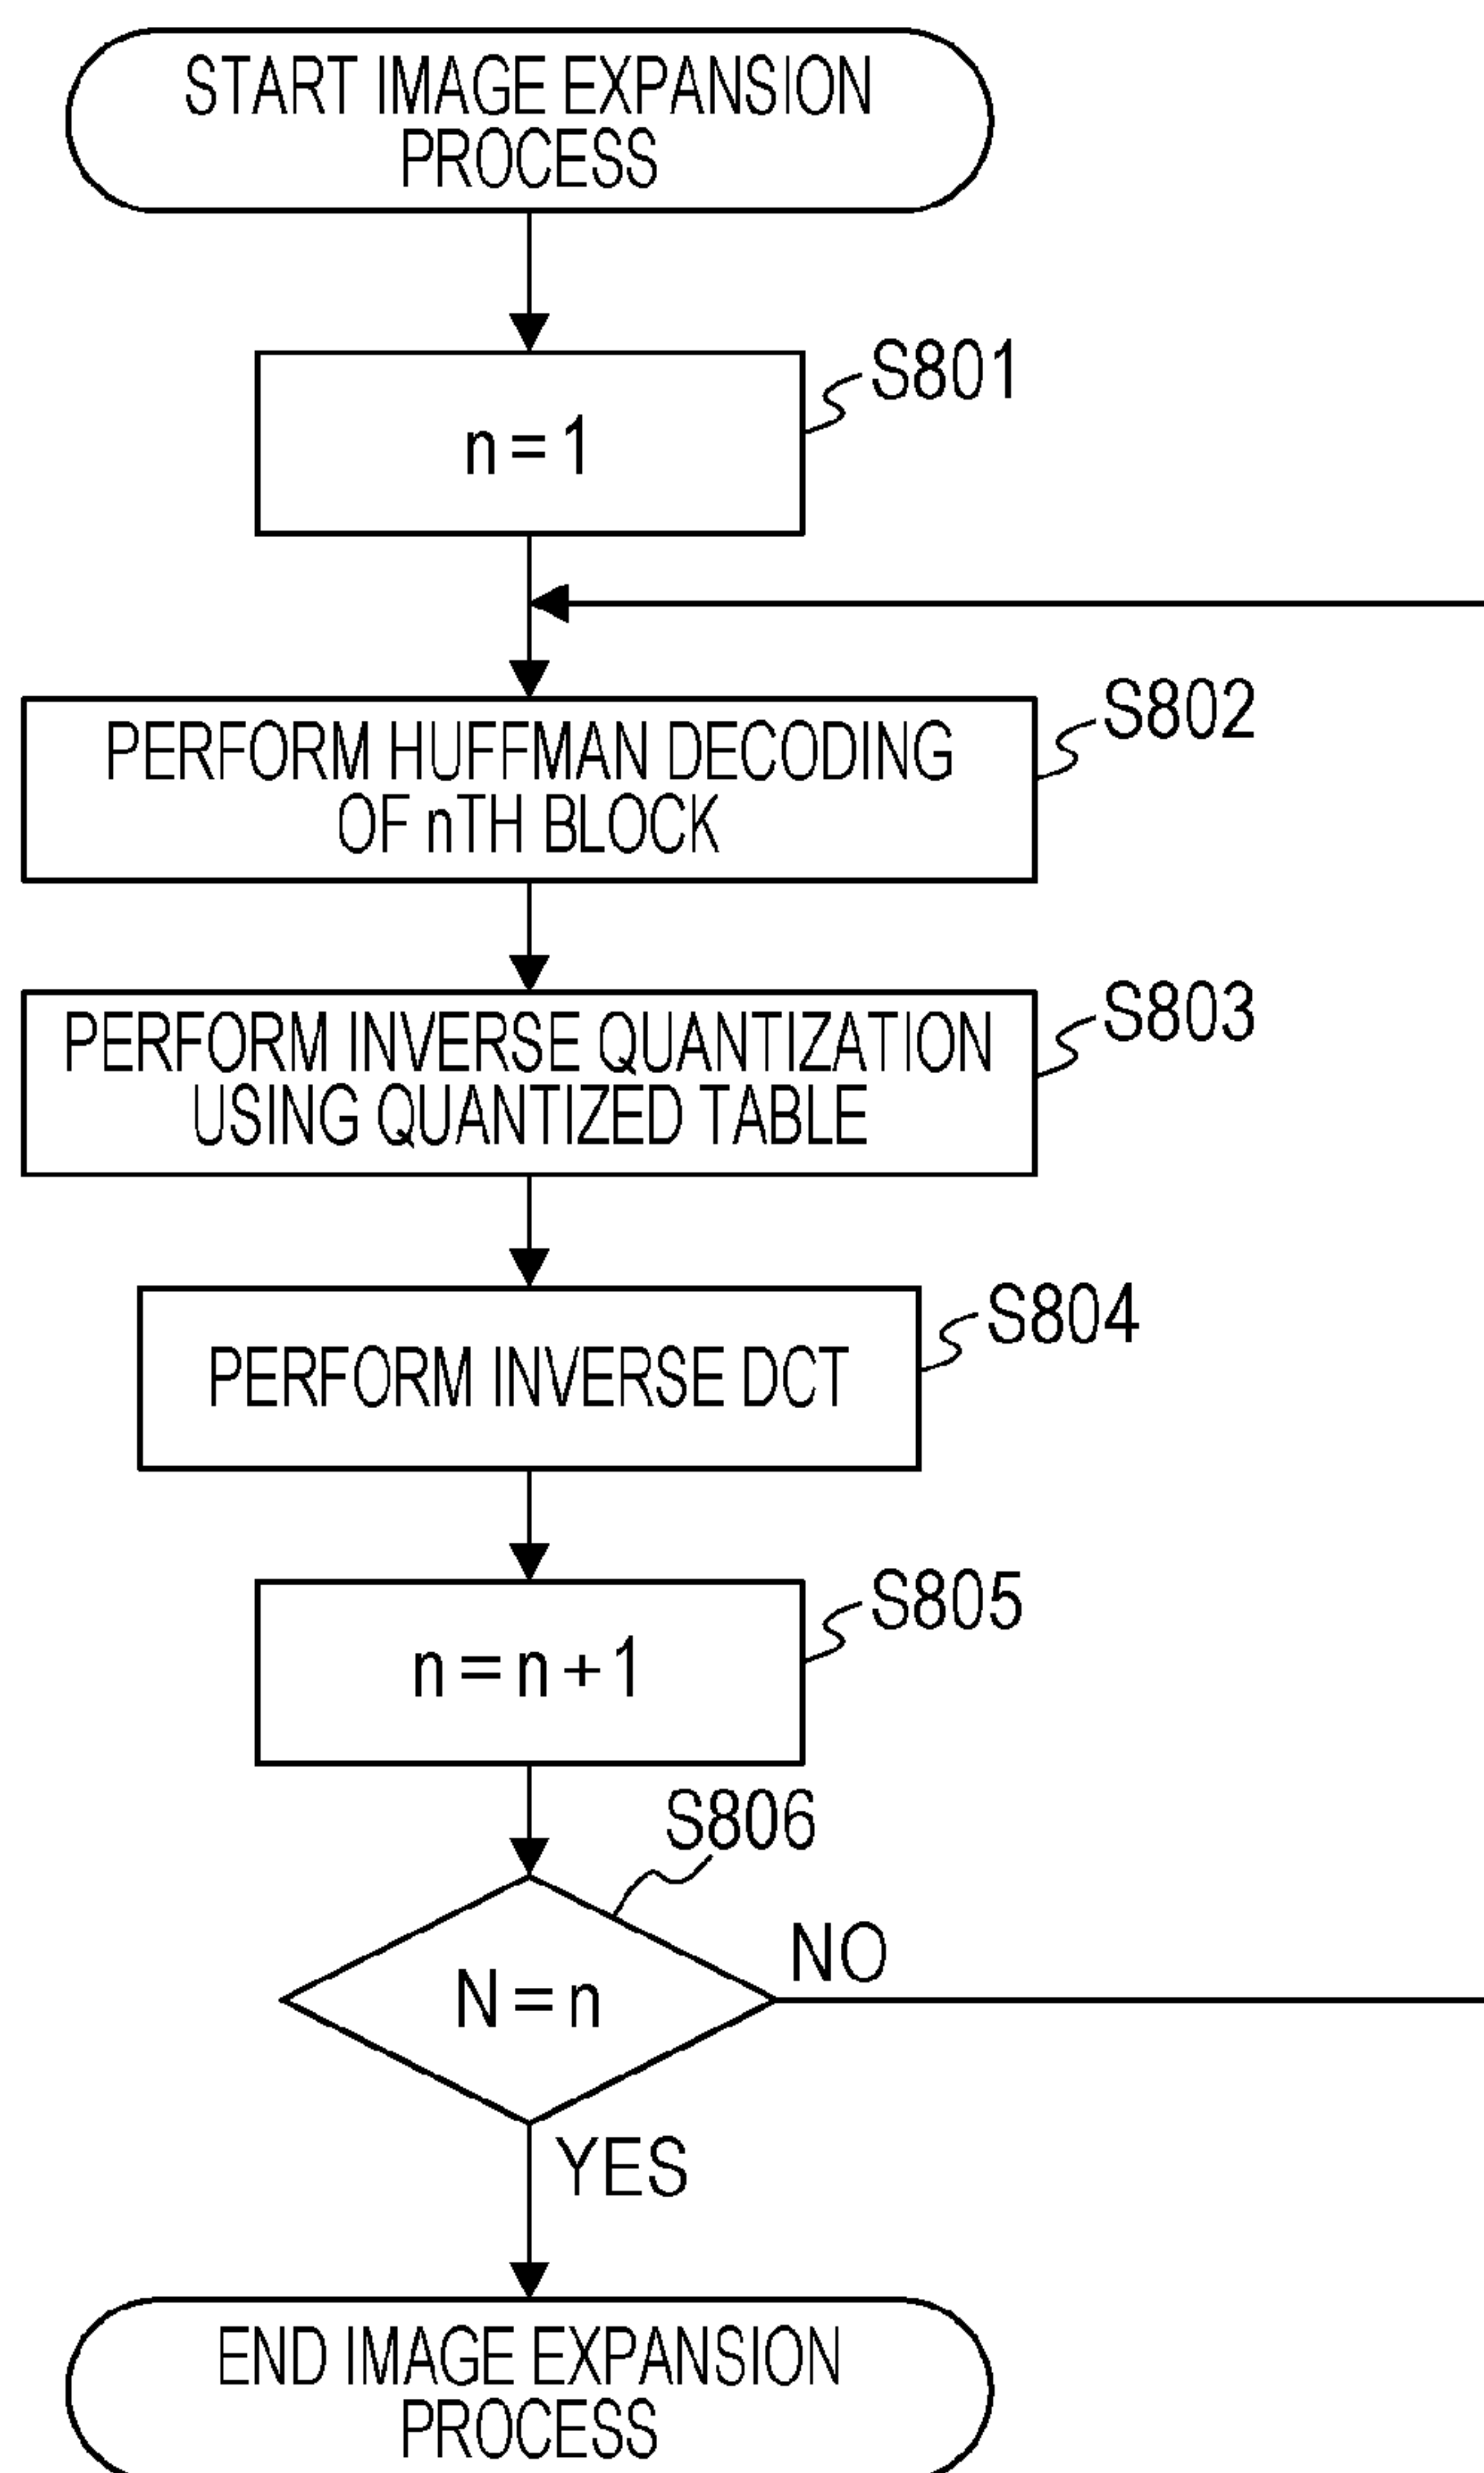 START IMAGE EXPANSION
PROCESS
S801
n=1
S802
PERFORM HUFFMAN DECODING
OF nTH BLOCK
S803
PERFORM INVERSE QUANTIZATION
USING QUANTIZED TABLE
S804
PERFORM INVERSE DCT
S805
n=n+1
S806
NO
N=n
YES
END IMAGE EXPANSION
PROCESS